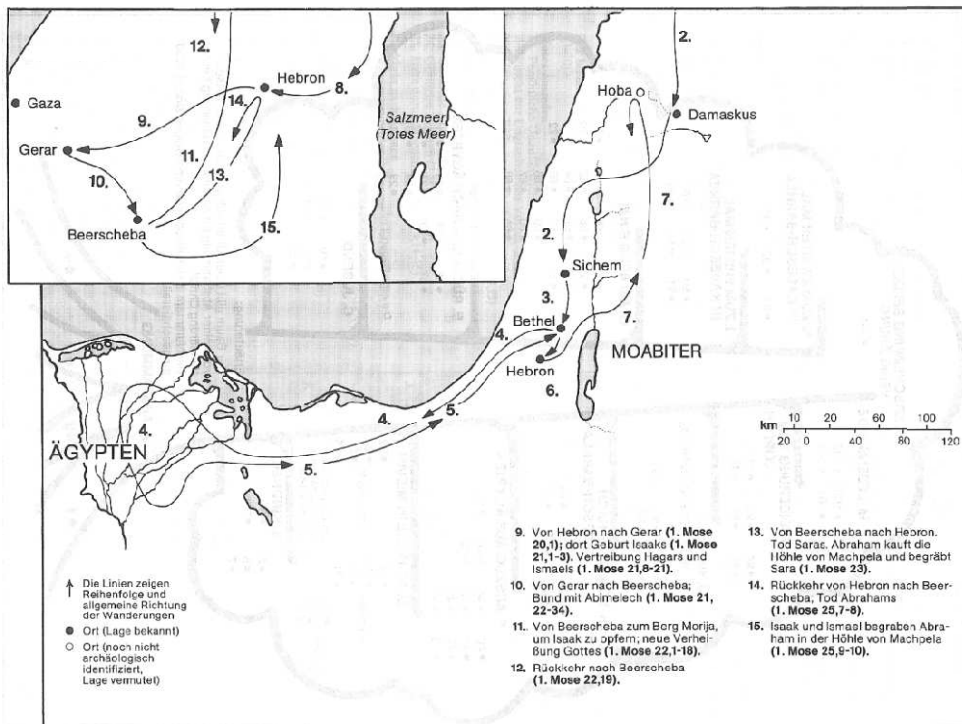 12.
Hebron
14.
8.
Gaza
9.
Gerar
11.
10.
13.
Beerscheba
15.
Salzmeer
(Totes Meer)
2.
Hoba
Damaskus
7.
2.
Sichem
3.
Bethel
4.
7.
MOABITER
Hebron
6.
5.
4.
4.
ÄGYPTEN
5.
10 20 60 100
km
20 0 40 80 120
Die Linien zeigen
Reihenfolge und
allgemeine Richtung
der Wanderungen
Ort (Lage bekannt)
Ort (noch nicht
archäologisch
identifiziert,
Lage vermutet)
9. Von Hebron nach Gerar (1. Mose
20,1); dort Geburt Isaaks (1. Mose
21,1-3). Vertreibung Hagars und
Ismaels (1. Mose 21,8-21).
10. Von Gerar nach Beerscheba;
Bund mit Abimelech (1. Mose 21,
22-34).
11. Von Beerscheba zum Berg Morija,
um Isaak zu opfern; neue Verhei-
ßung Gottes (1. Mose 22,1-18).
12. Rückkehr nach Beerscheba
(1. Mose 22,19).
13. Von Beerscheba nach Hebron.
Tod Saras. Abraham kauft die
Höhle von Machpela und begräbt
Sara (1. Mose 23).
14. Rückkehr von Hebron nach Beer-
scheba; Tod Abrahams
(1. Mose 25,7-8).
15. Isaak und Ismael begraben Abra-
ham in der Höhle von Machpela
(1. Mose 25,9-10).